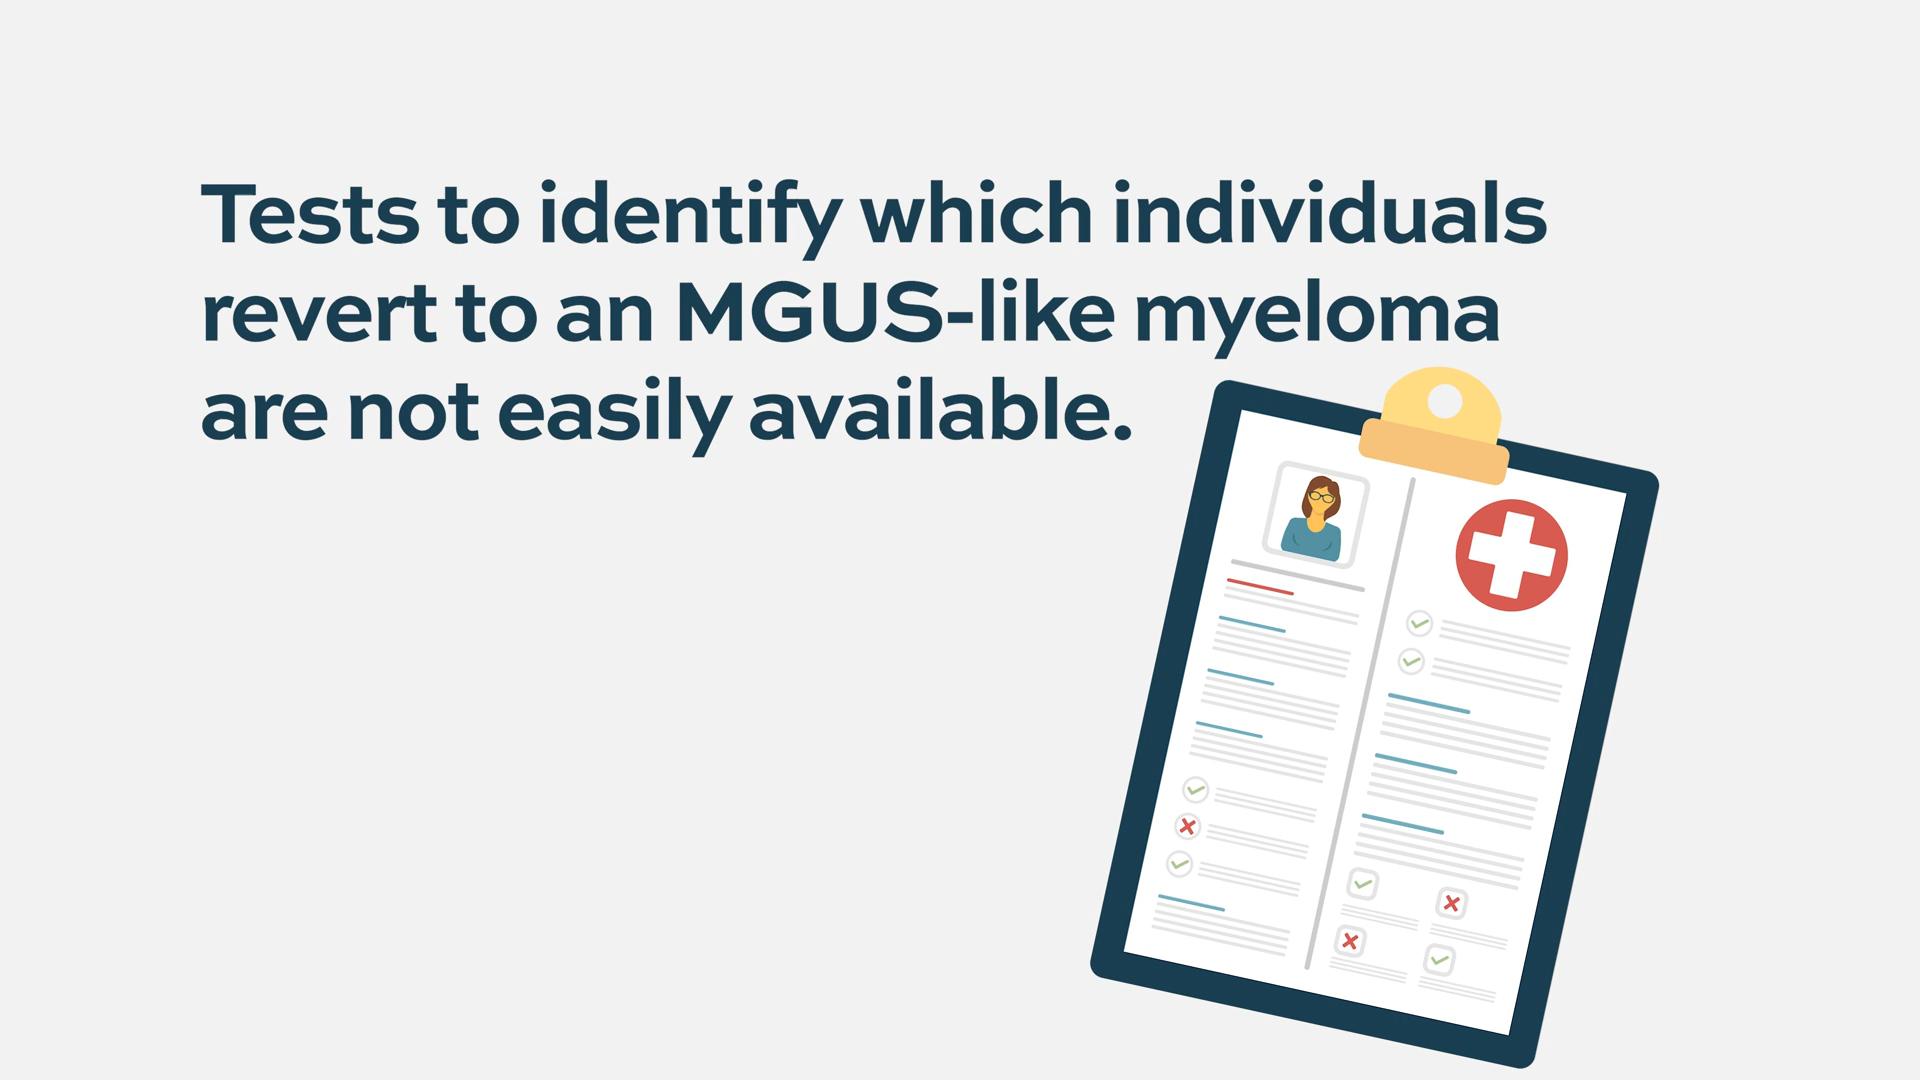 Tests to identify which individuals
revert to an MGUS-like myeloma
are not easily available.